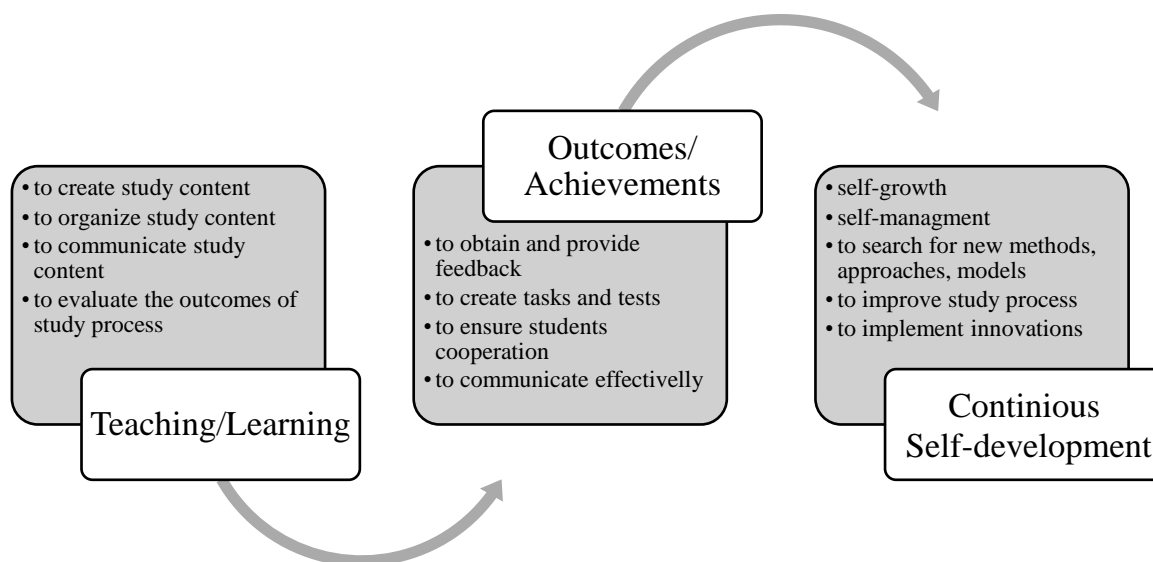 • to create study content
• to organize study content
• to communicate study
content
• to evaluate the outcomes of
study process
Teaching/Learning
Outcomes/
Achievements
• to obtain and provide
feedback
• to create tasks and tests
• to ensure students
cooperation
• to communicate effectivelly
• self-growth
• self-managment
• to search for new methods,
approaches, models
• to improve study process
• to implement innovations
Continious
Self-development